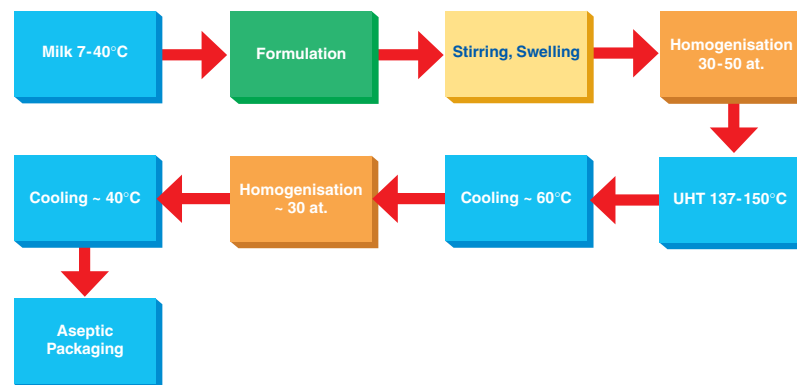 Milk 7-40°C
Formulation
Stirring, Swelling
Homogenisation
30-50 at.
UHT 137-150°C
Cooling ~ 60°C
Homogenisation
~ 30 at.
Cooling ~ 40°C
Aseptic
Packaging